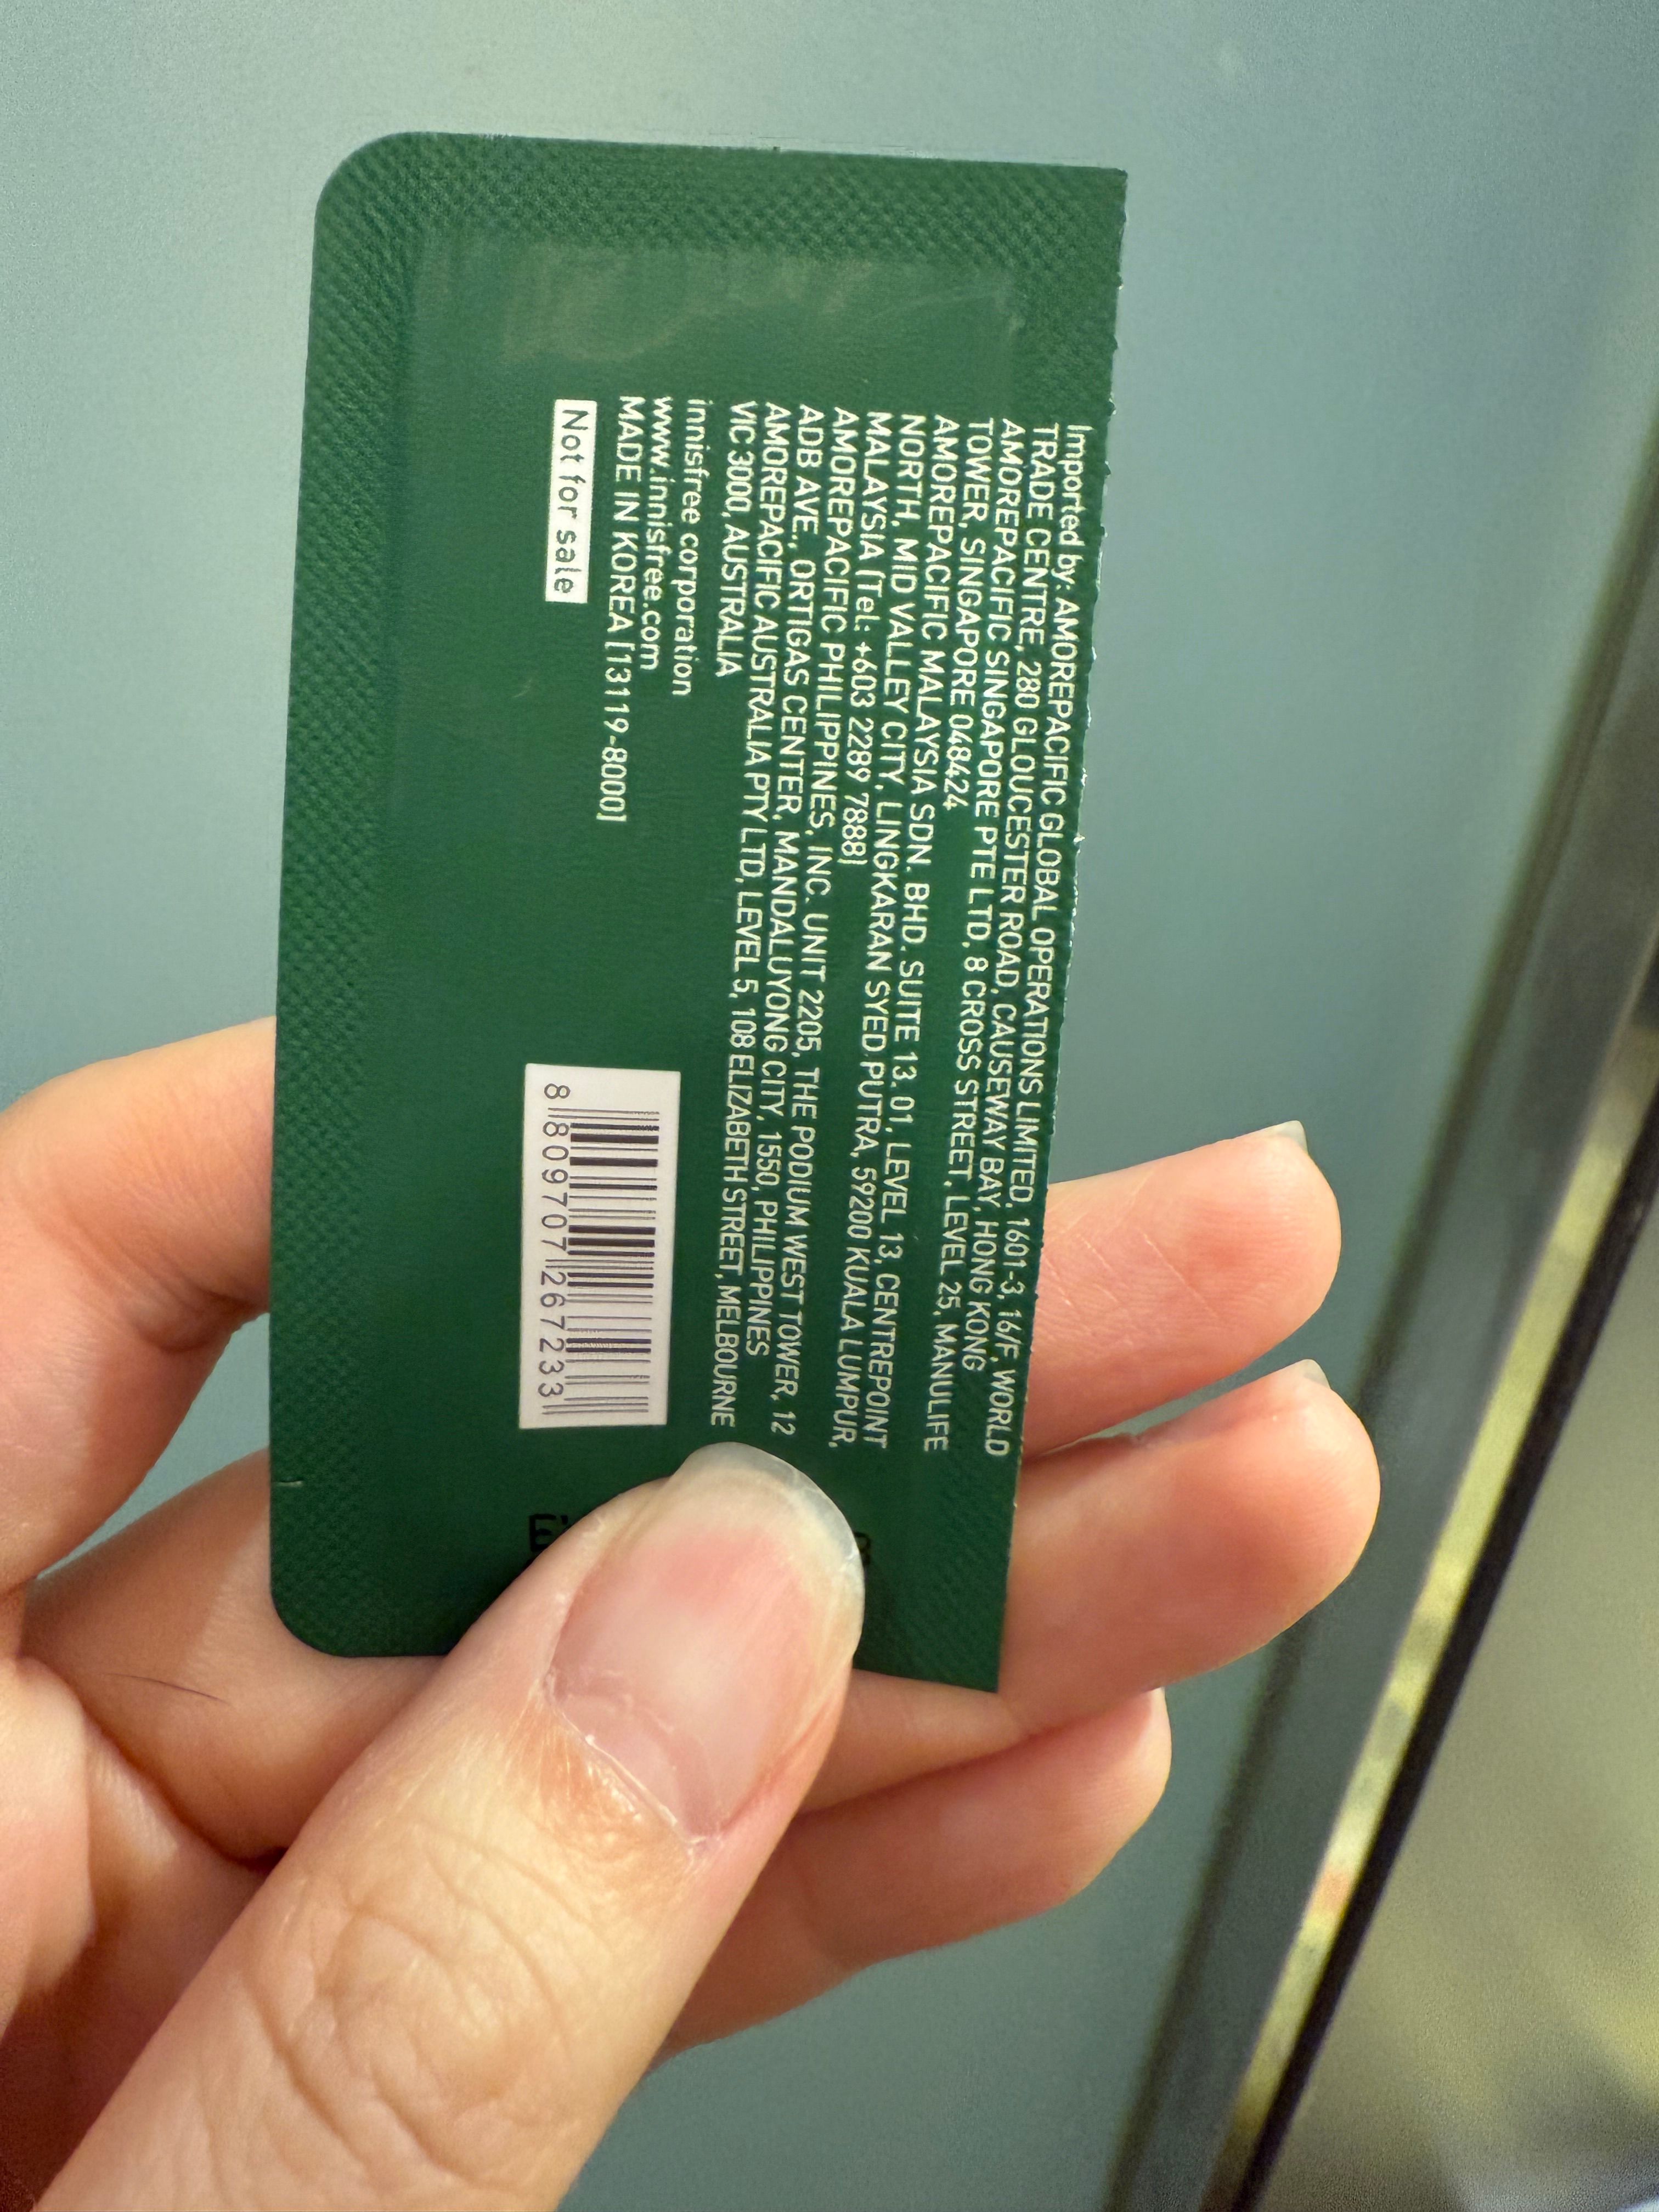 Imported by: AMOREPACIFIC GLOBAL OPERATIONS LIMITED. 1601-3, 16/F, WORLD
TRADE CENTRE, 280 GLOUCESTER ROAD, CAUSEWAY BAY, HONG KONG
AMOREPACIFIC SINGAPORE PTE LTD, 8 CROSS STREET, LEVEL 25, MANULIFE
TOWER, SINGAPORE 048424
AMOREPACIFIC MALAYSIA SDN. BHD. SUITE 13.01, LEVEL 13, CENTREPOINT
NORTH, MID VALLEY CITY, LINGKARAN SYED PUTRA, 59200 KUALA LUMPUR,
MALAYSIA (Tel: +603 2289 7888)
AMOREPACIFIC PHILIPPINES, INC. UNIT 2205, THE PODIUM WEST TOWER, 12
ADB AVE., ORTIGAS CENTER, MANDALUYONG CITY, 1550, PHILIPPINES
AMOREPACIFIC AUSTRALIA PTY LTD, LEVEL 5, 108 ELIZABETH STREET, MELBOURNE
VIC 3000, AUSTRALIA
innisfree corporation
www.innisfree.com
MADE IN KOREA [13119-8000]
Not for sale
8 809707 267233